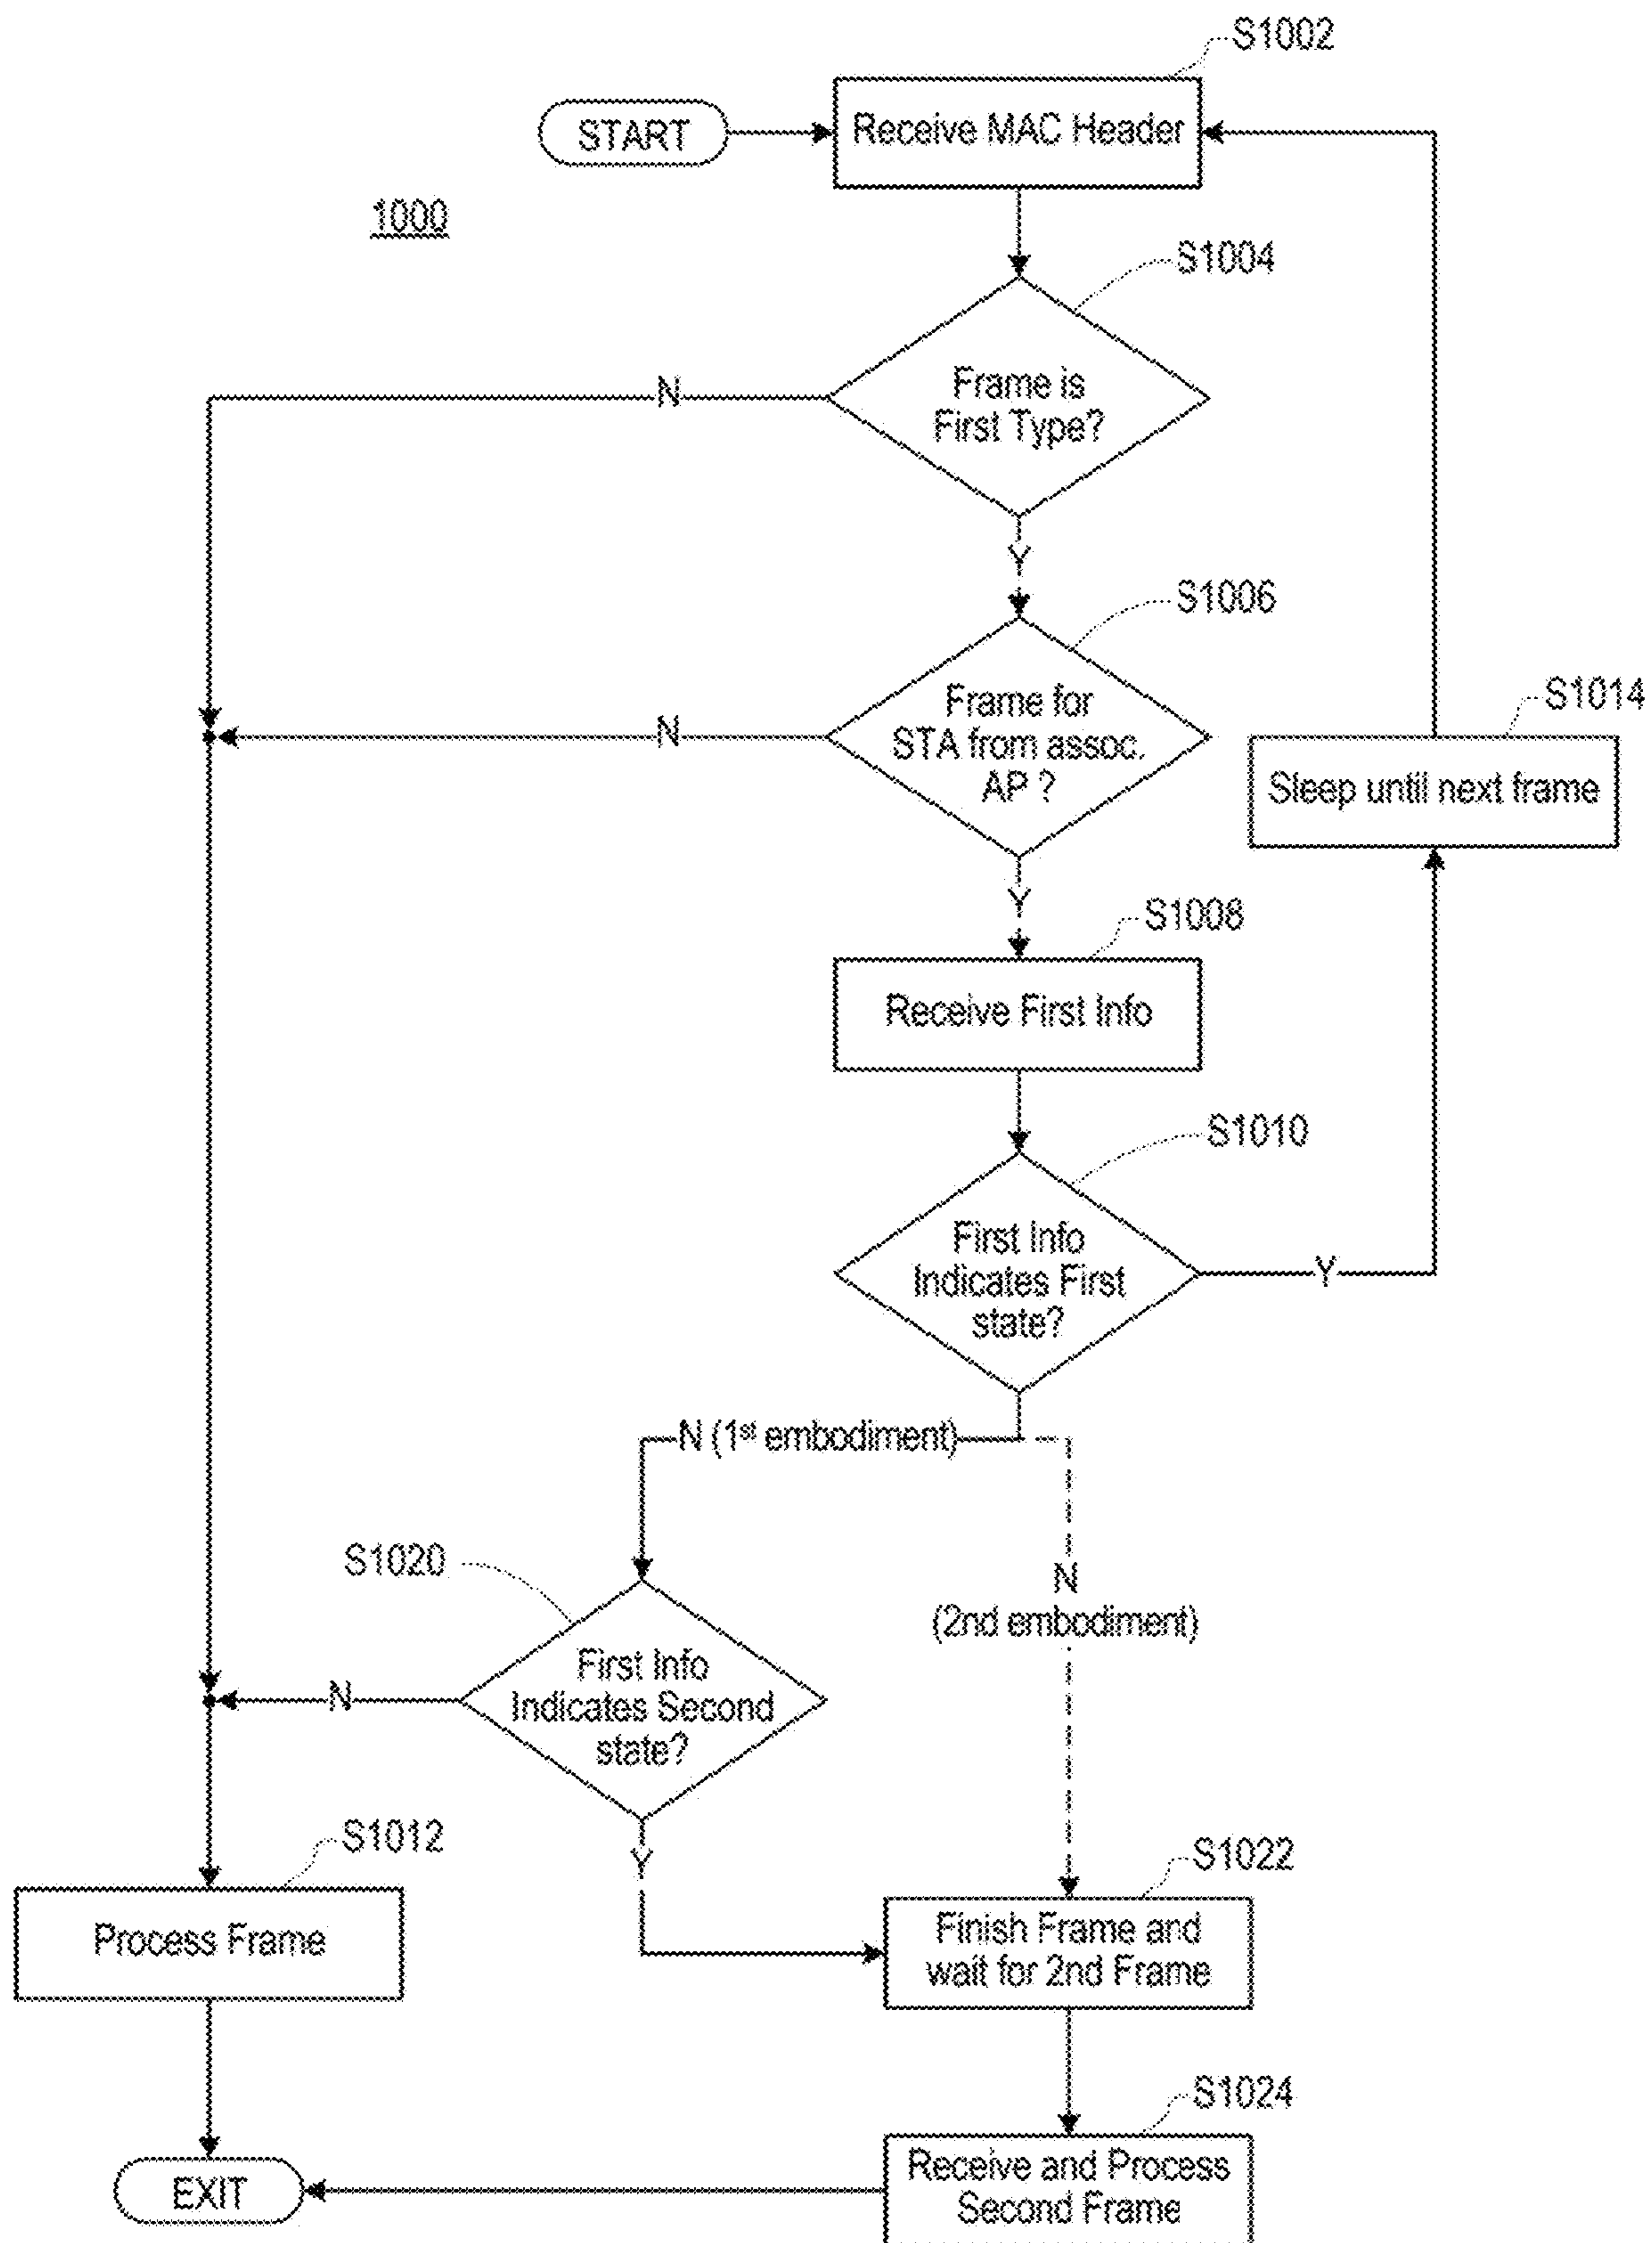 S1002
START
Receive MAC Header
1000
S1004
Frame is
First Type?
N
Y
S1006
Frame for
STA from assoc.
AP ?
N
S1014
Sleep until next frame
Y
S1008
Receive First Info
S1010
First Info
Indicates First
state?
Y
N (1st embodiment)
S1020
N
(2nd embodiment)
First Info
Indicates Second
state?
N
Y
S1012
S1022
Process Frame
Finish Frame and
wait for 2nd Frame
S1024
EXIT
Receive and Process
Second Frame